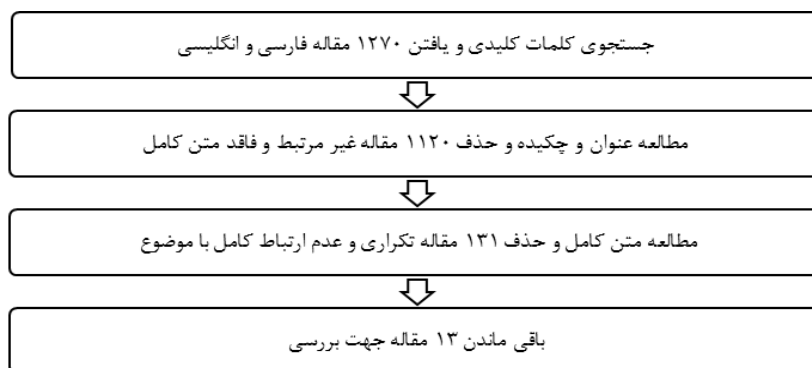 جستجوی کلمات کلیدی و یافتن ۱۲۷۰ مقاله فارسی و انگلیسی
مطالعه عنوان و چکیده و حذف ۱۱۲۰ مقاله غیر مرتبط و فاقد متن کامل
مطالعه متن کامل و حذف ۱۳۱ مقاله تکراری و عدم ارتباط کامل با موضوع
باقی ماندن ۱۳ مقاله جهت بررسی